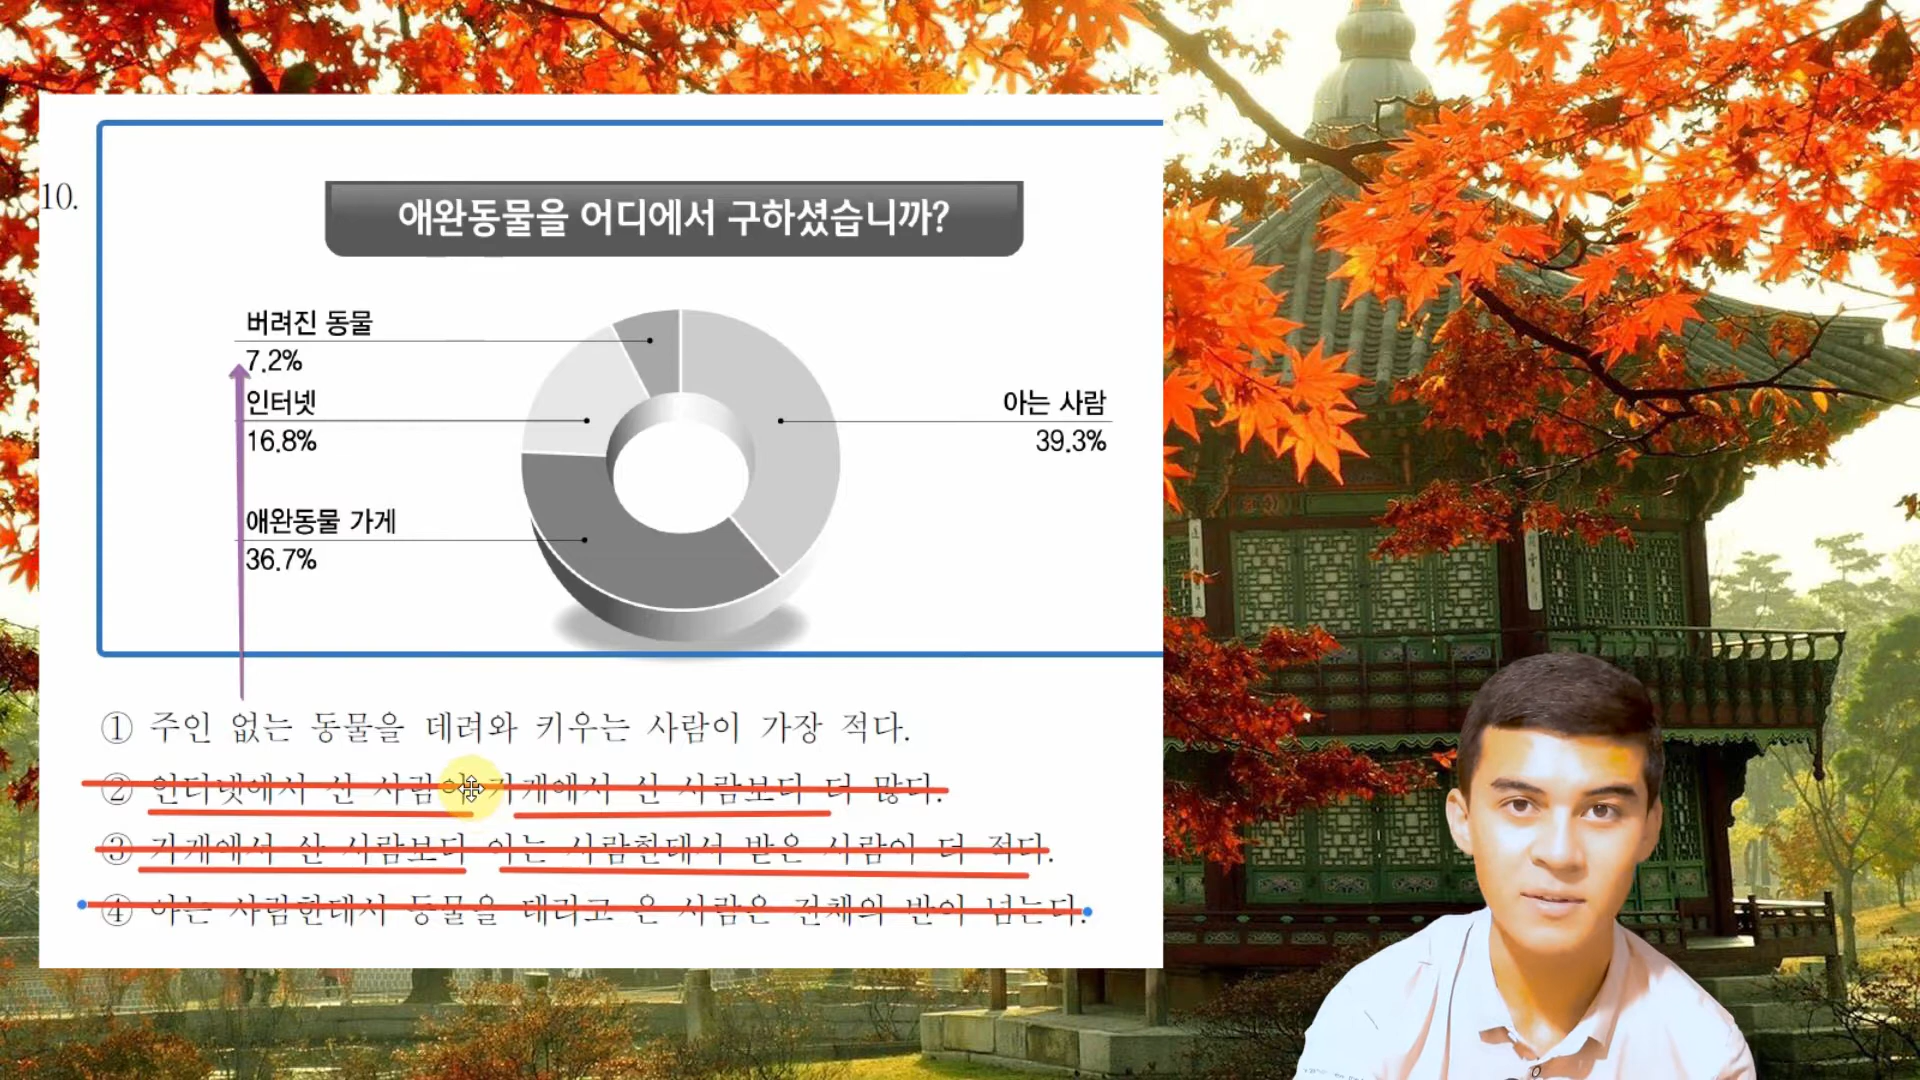 10.
애완동물을 어디에서 구하셨습니까?
버려진 동물
7.2%
인터넷
16.8%
아는 사람
39.3%
애완동물 가게
36.7%
① 주인 없는 동물을 데려와 키우는 사람이 가장 적다.
② 인터넷에서 산 사람이 가게에서 산 사람보다 더 많다.
③ 가게에서 산 사람보다 아는 사람한테서 받은 사람이 더 적다.
④ 아는 사람한테서 동물을 데리고 온 사람은 전체의 반이 넘는다.